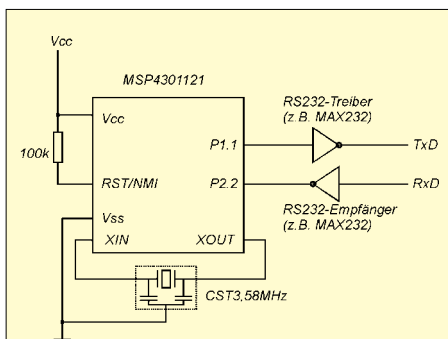 Vcc
MSP4301121
Vcc
RS232-Treiber
(z.B. MAX232)
100k
P1.1
TxD
RST/NMI
P2.2
RxD
Vss
RS232-Empfänger
(z.B. MAX232)
XIN
XOUT
CST3,58MHz